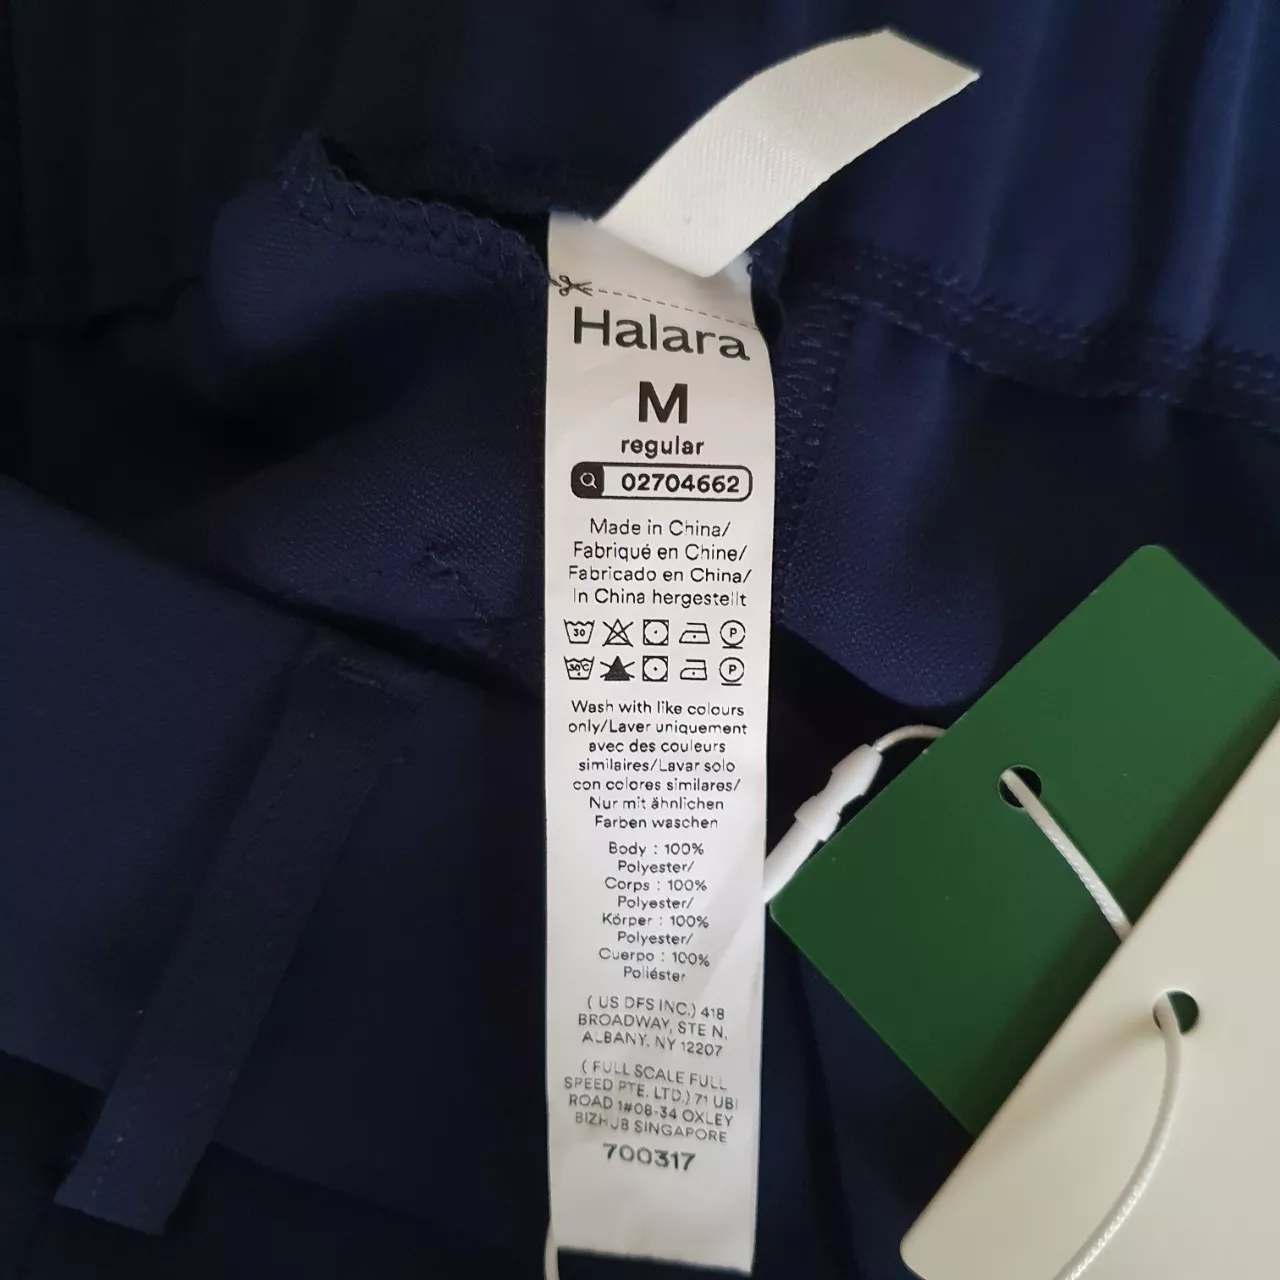 Halara
M
regular
02704662
Made in China/
Fabriqué en Chine/
Fabricado en China/
In China hergestellt
30
P
30°C
P
Wash with like colours
only/Laver uniquement
avec des couleurs
similaires/Lavar solo
con colores similares/
Nur mit ähnlichen
Farben waschen
Body : 100%
Polyester/
Corps : 100%
Polyester/
Körper : 100%
Polyester/
Cuerpo : 100%
Poliéster
( US DFS INC.) 418
BROADWAY, STE N,
ALBANY, NY 12207
( FULL SCALE FULL
SPEED PTE. LTD.) 71 UBI
ROAD 1#08-34 OXLEY
BIZHUB SINGAPORE
700317